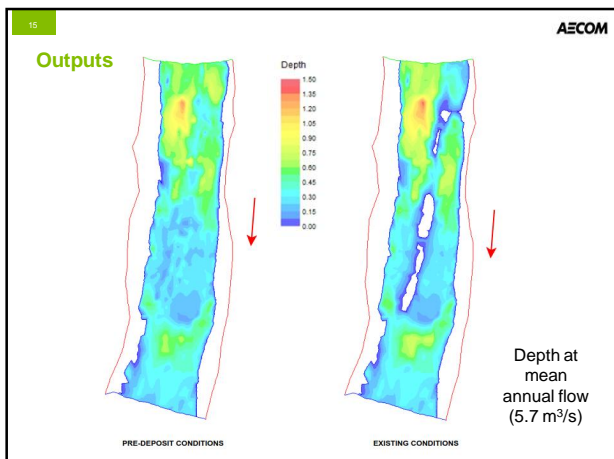 15
AECOM
Outputs
Depth
1.50
1.35
1.20
1.05
0.90
0.75
0.60
0.45
0.30
0.15
0.00
Depth at
mean
annual flow
(5.7 m³/s)
PRE-DEPOSIT CONDITIONS
EXISTING CONDITIONS